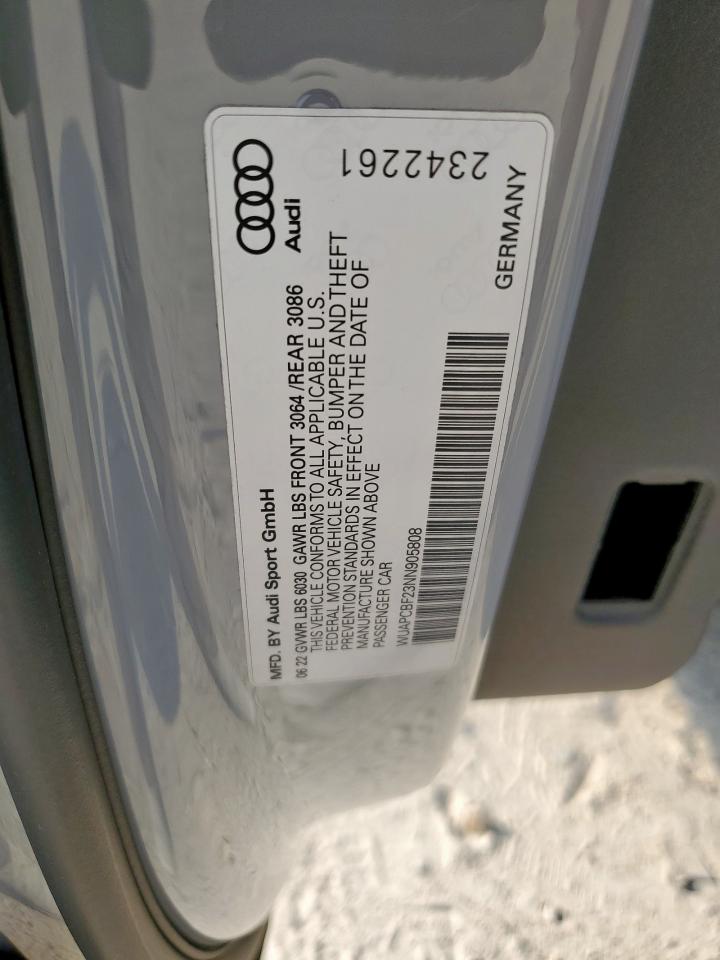 MFD. BY Audi Sport GmbH
Audi
06 22 GVWR LBS 6030 GAWR LBS FRONT 3064 /REAR 3086
THIS VEHICLE CONFORMS TO ALL APPLICABLE U.S.
FEDERAL MOTOR VEHICLE SAFETY, BUMPER AND THEFT
PREVENTION STANDARDS IN EFFECT ON THE DATE OF
MANUFACTURE SHOWN ABOVE
PASSENGER CAR
WUAPCBF23NN905808
GERMANY
2342261